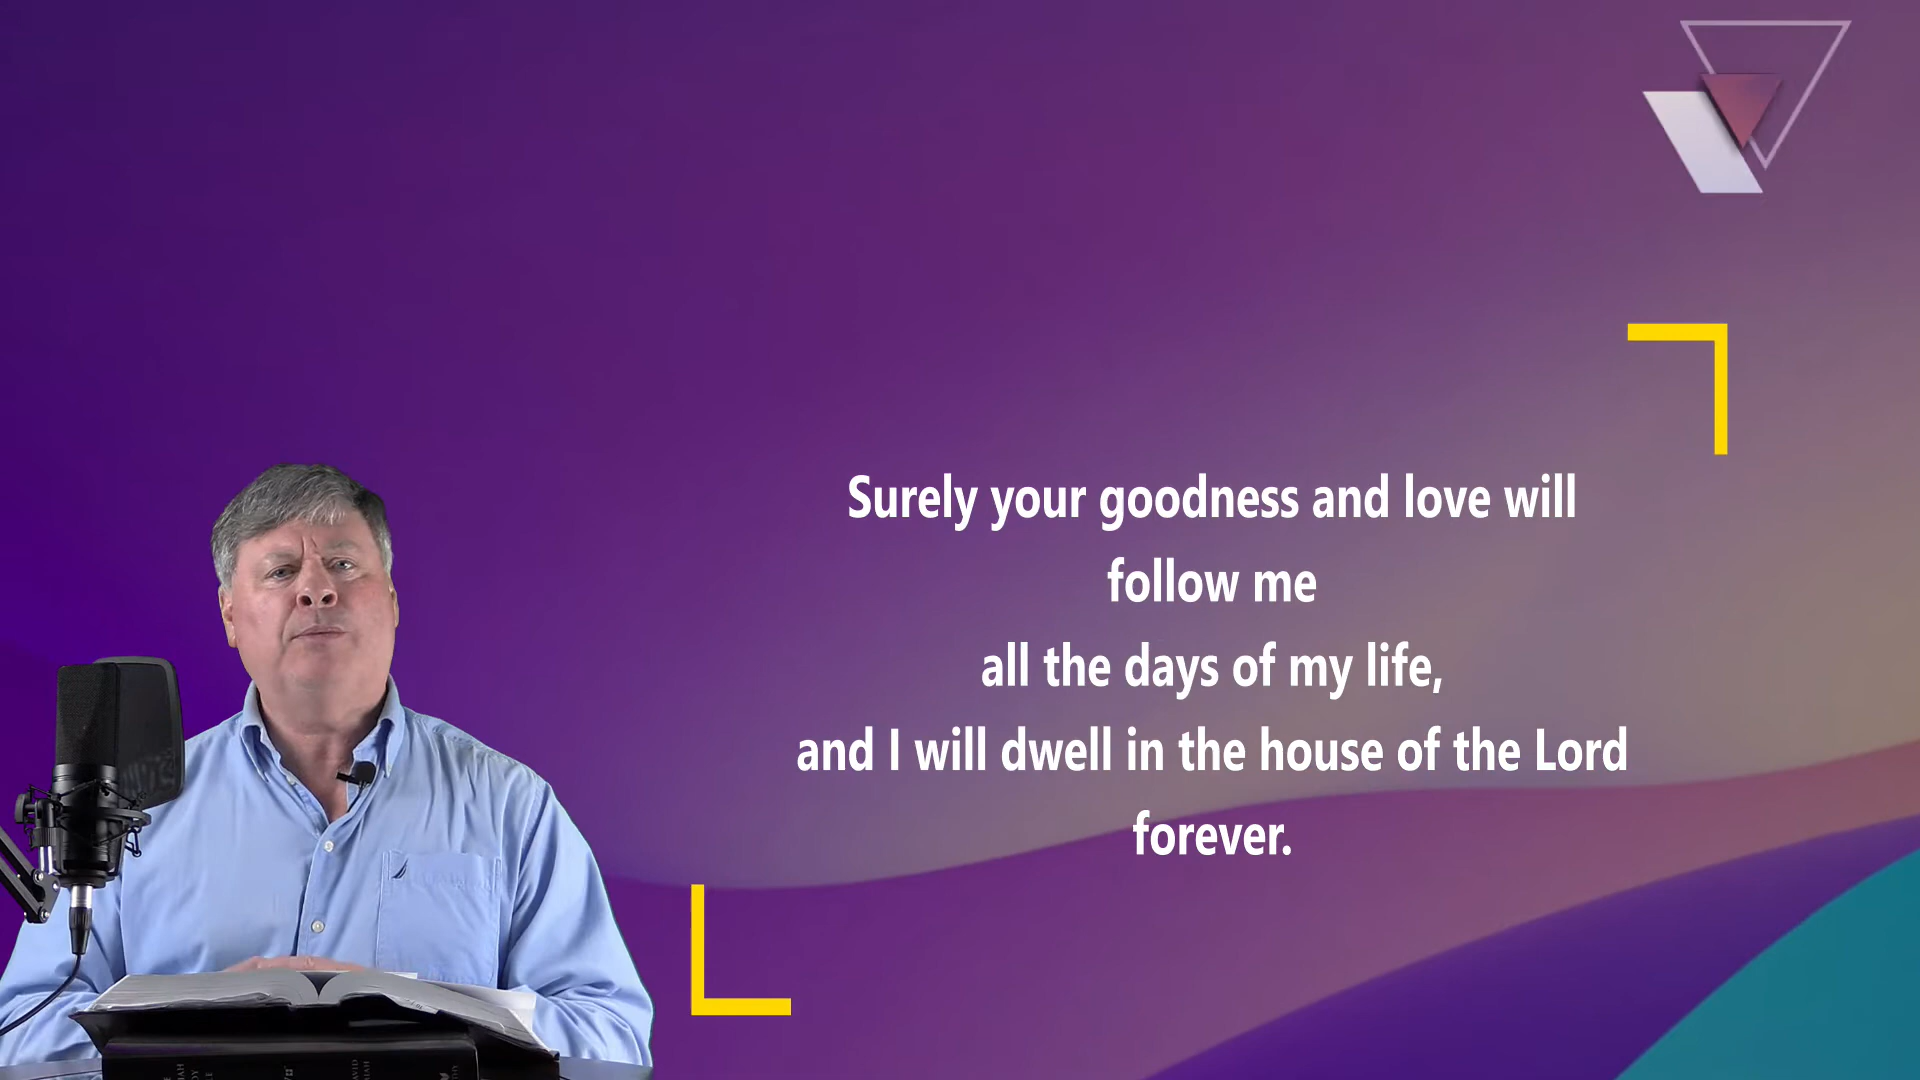 Surely your goodness and love will
follow me
all the days of my life,
and I will dwell in the house of the Lord
forever.